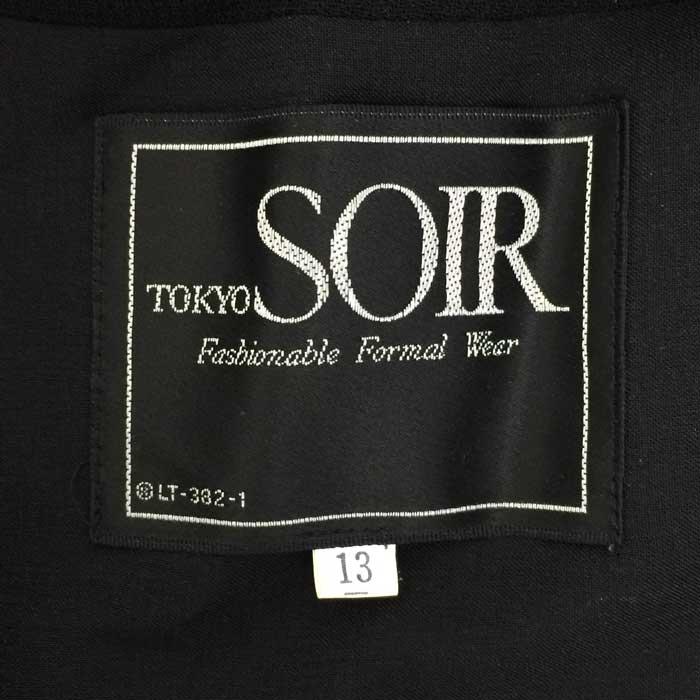 TOKYO SOIR
Fashionable Formal Wear
LT-382-1
13